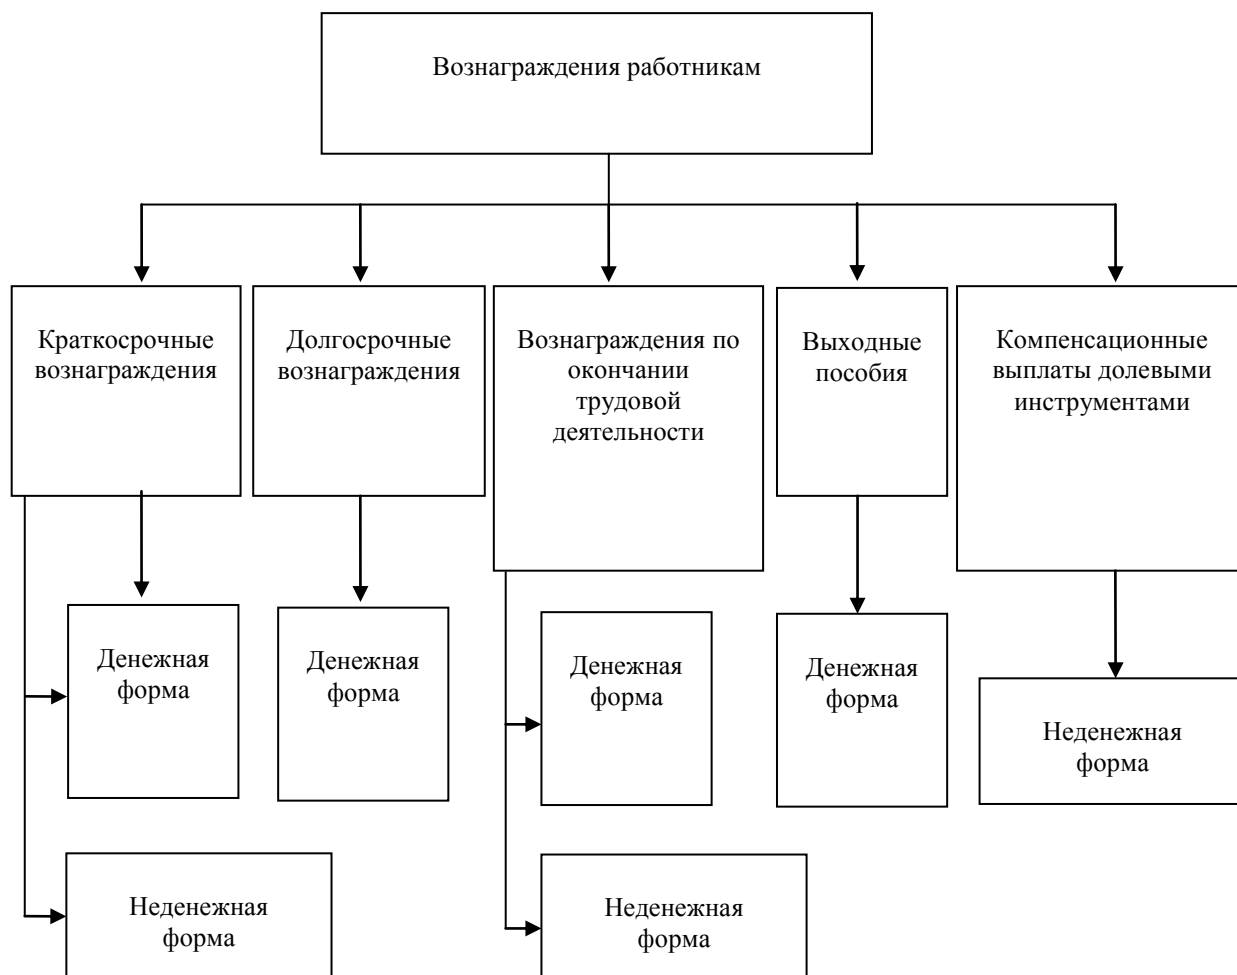 Вознаграждения работникам
Краткосрочные
вознаграждения
Долгосрочные
вознаграждения
Вознаграждения по
окончании
трудовой
деятельности
Выходные
пособия
Компенсационные
выплаты долевыми
инструментами
Денежная
форма
Денежная
форма
Денежная
форма
Денежная
форма
Неденежная
форма
Неденежная
форма
Неденежная
форма